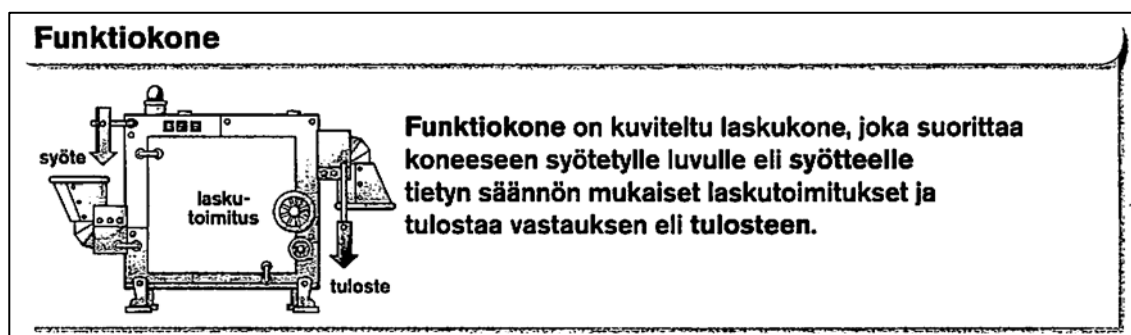 Funktiokone
syöte
lasku-
toimitus
tuloste
Funktiokone on kuviteltu laskukone, joka suorittaa
koneeseen syötetylle luvulle eli syötteelle
tietyn säännön mukaiset laskutoimitukset ja
tulostaa vastauksen eli tulosteen.